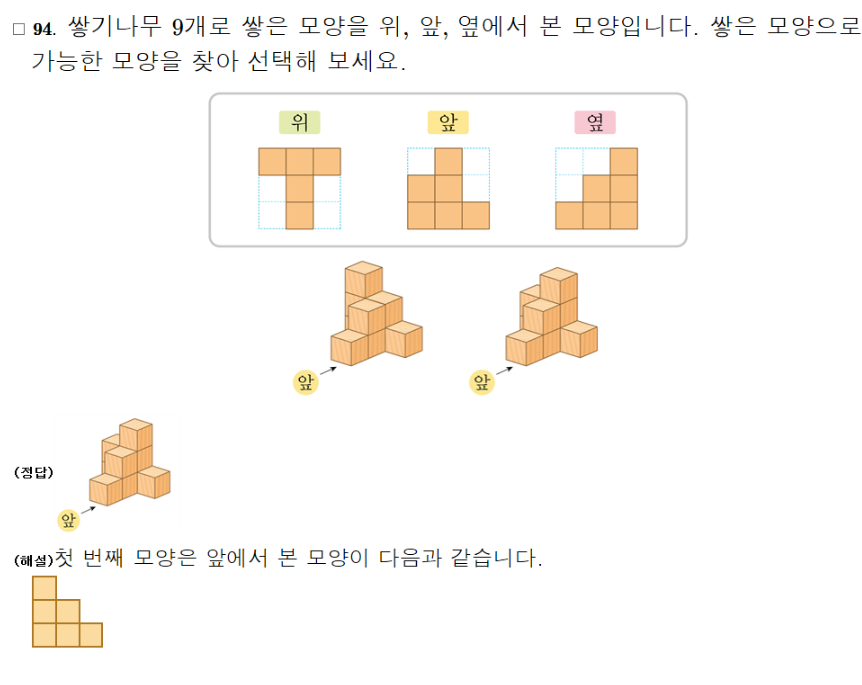 □ 94. 쌓기나무 9개로 쌓은 모양을 위, 앞, 옆에서 본 모양입니다. 쌓은 모양으로
가능한 모양을 찾아 선택해 보세요.
위 앞 옆
앞 앞
(정답)
앞
(해설)첫 번째 모양은 앞에서 본 모양이 다음과 같습니다.